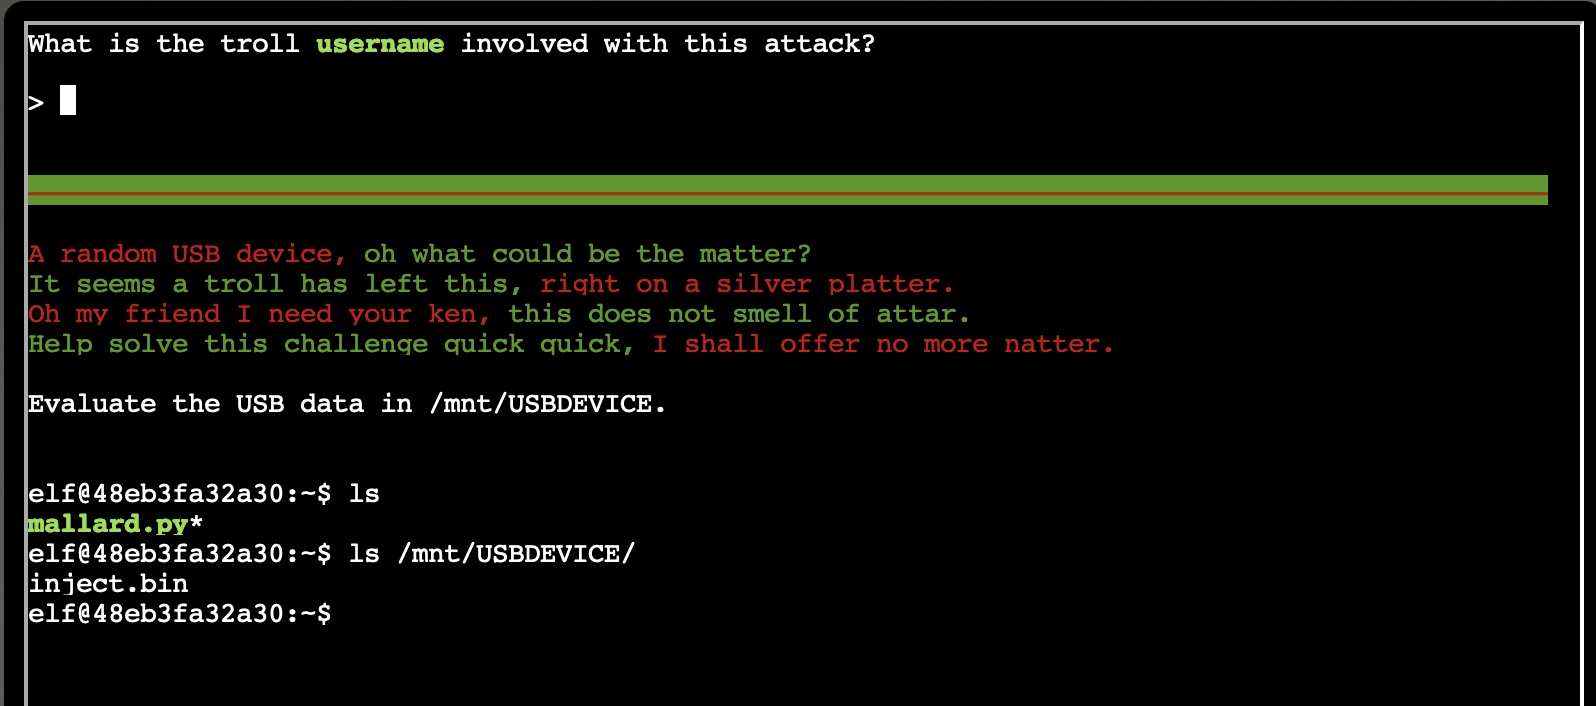 What is the troll username involved with this attack?
>
A random USB device, oh what could be the matter?
It seems a troll has left this, right on a silver platter.
Oh my friend I need your ken, this does not smell of attar.
Help solve this challenge quick quick, I shall offer no more natter.
Evaluate the USB data in /mnt/USBDEVICE.
elf@48eb3fa32a30:~$ ls
mallard.py*
elf@48eb3fa32a30:~$ ls /mnt/USBDEVICE/
inject.bin
elf@48eb3fa32a30:~$